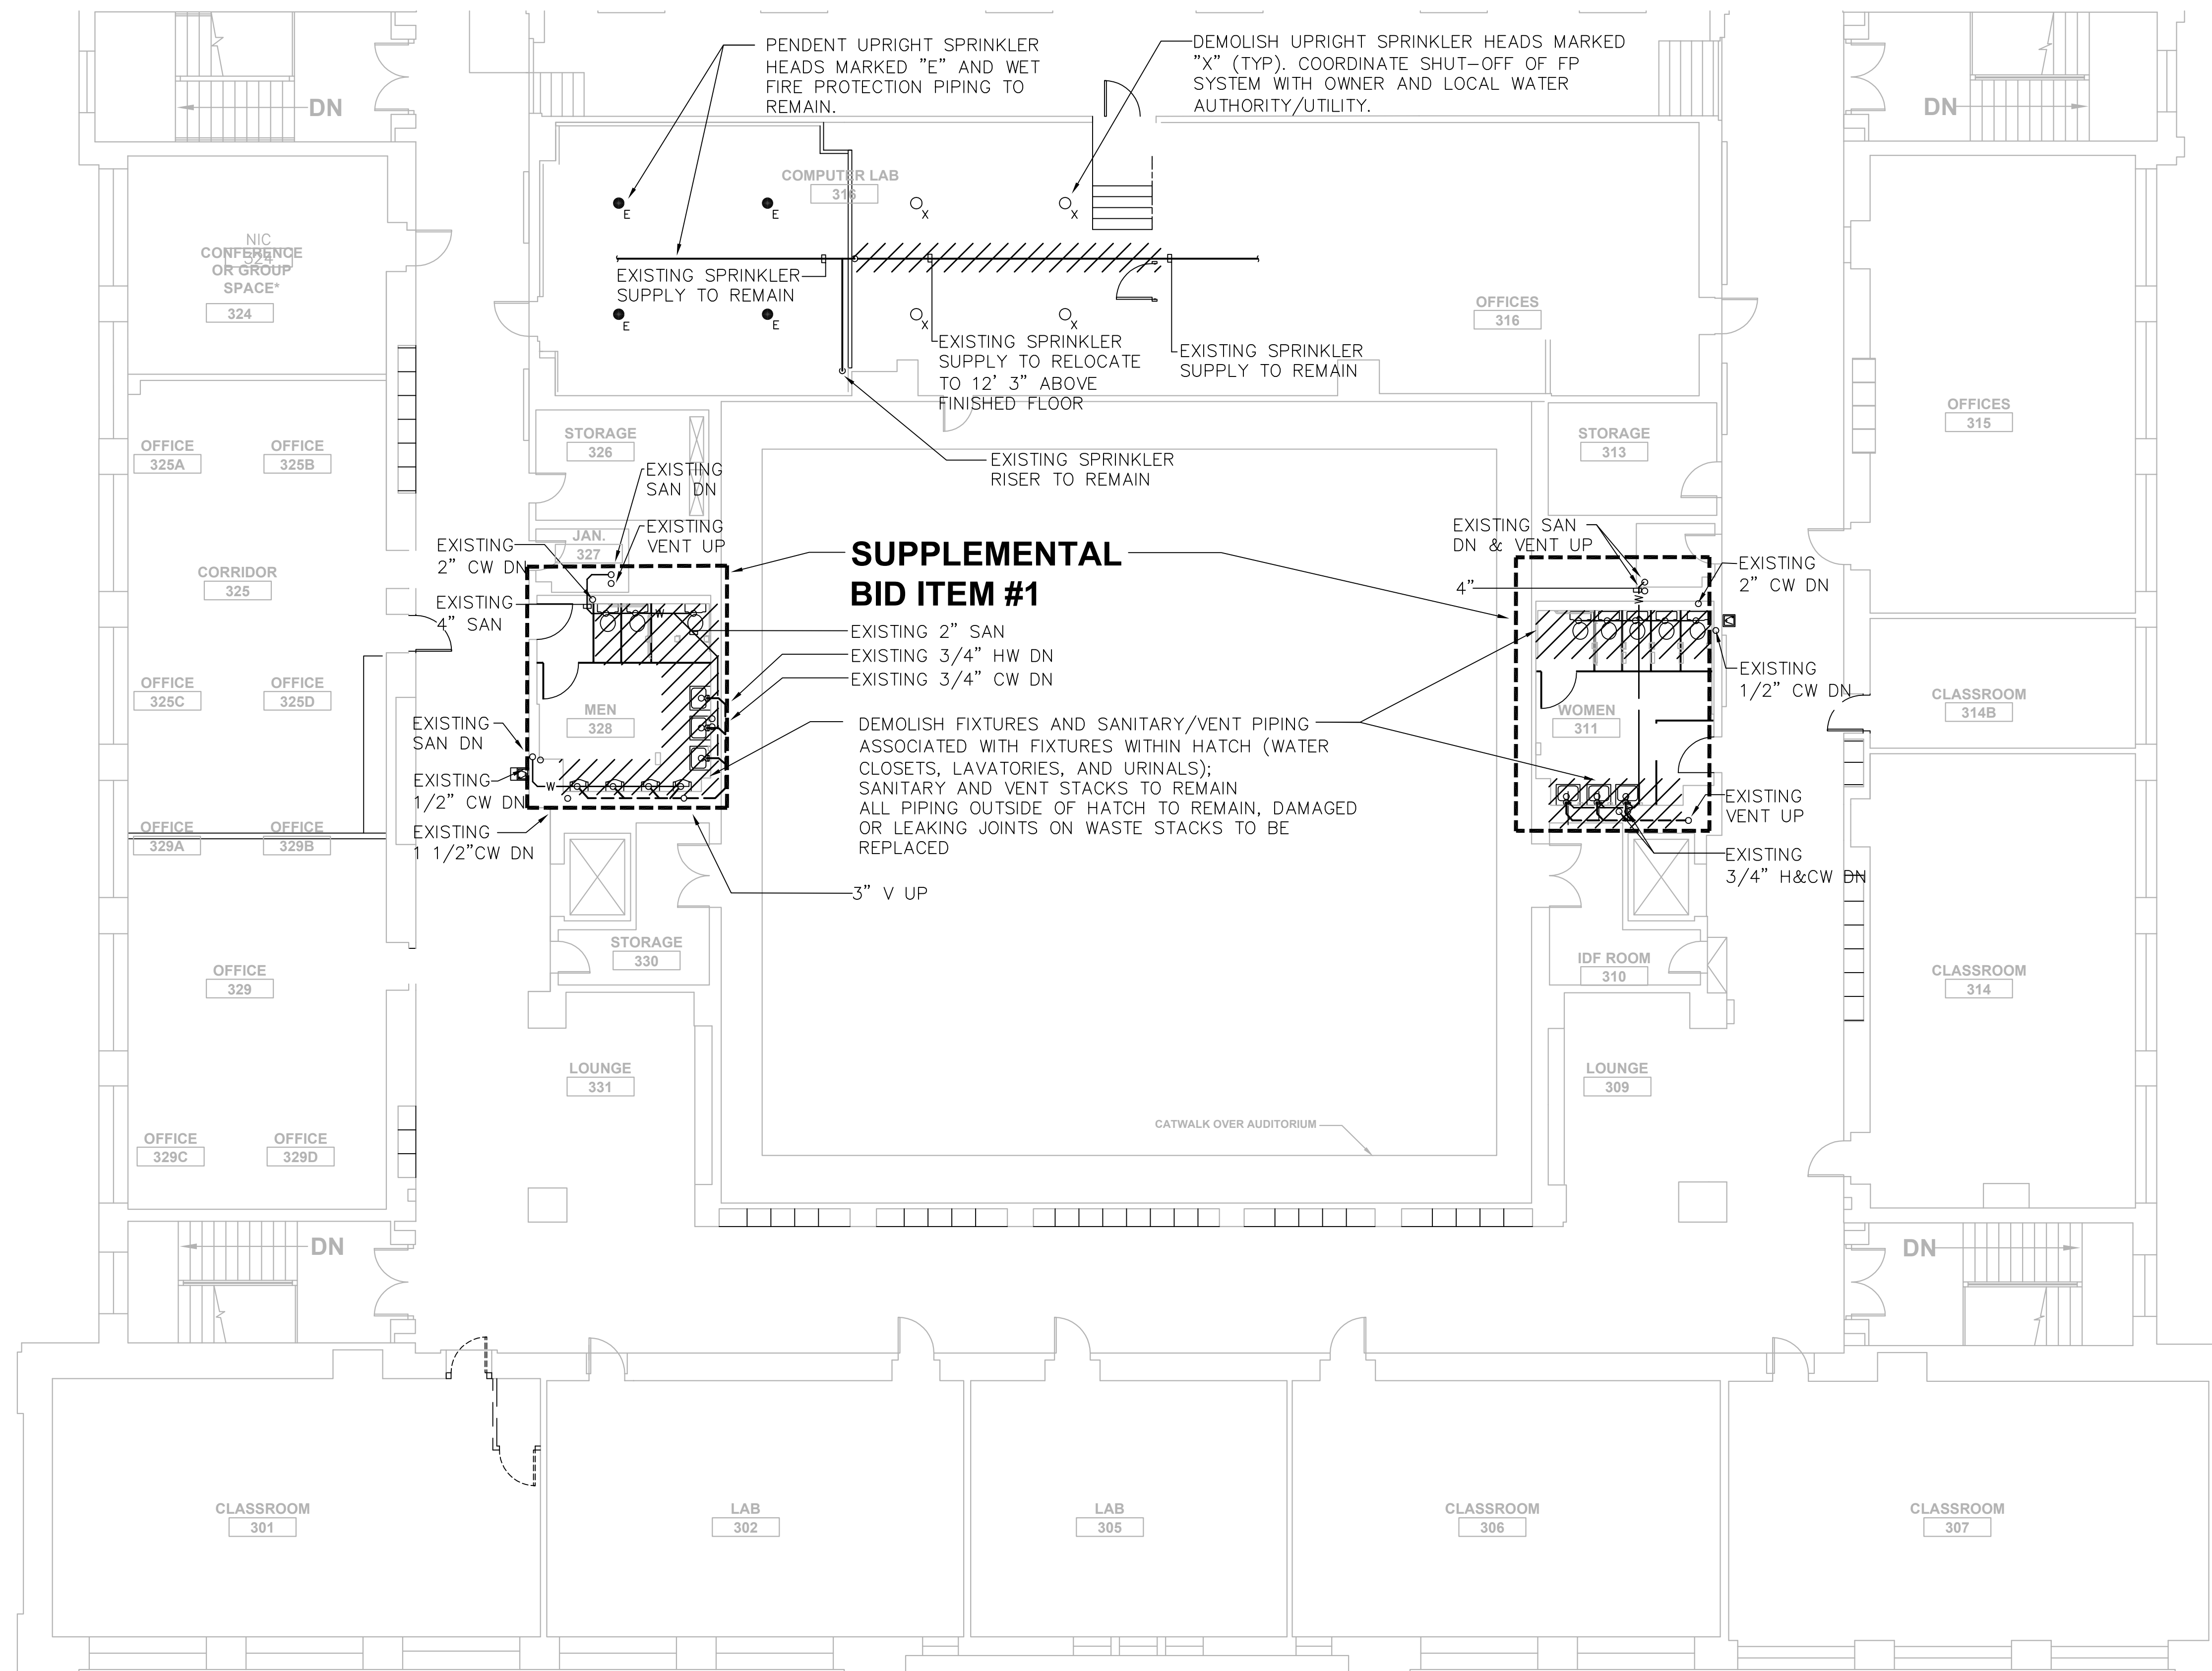 PENDENT UPRIGHT SPRINKLER
HEADS MARKED "E" AND WET
FIRE PROTECTION PIPING TO
REMAIN.
DEMOLISH UPRIGHT SPRINKLER HEADS MARKED
"X" (TYP). COORDINATE SHUT-OFF OF FP
SYSTEM WITH OWNER AND LOCAL WATER
AUTHORITY/UTILITY.
DN
DN
COMPUTER LAB
316
E
E
X
X
NIC
324
CONFERENCE
OR GROUP
SPACE*
324
EXISTING SPRINKLER
SUPPLY TO REMAIN
E
E
X
X
OFFICES
316
EXISTING SPRINKLER
SUPPLY TO RELOCATE
TO 12' 3" ABOVE
FINISHED FLOOR
EXISTING SPRINKLER
SUPPLY TO REMAIN
OFFICES
315
OFFICE
325A
OFFICE
325B
STORAGE
326
EXISTING
SAN DN
EXISTING SPRINKLER
RISER TO REMAIN
STORAGE
313
JAN.
327
EXISTING
VENT UP
EXISTING
2" CW DN
SUPPLEMENTAL
BID ITEM #1
EXISTING SAN
DN & VENT UP
4"
EXISTING
2" CW DN
CORRIDOR
325
EXISTING
4" SAN
W
W
EXISTING 2" SAN
EXISTING 3/4" HW DN
EXISTING 3/4" CW DN
OFFICE
325C
OFFICE
325D
MEN
328
WOMEN
311
EXISTING
1/2" CW DN
CLASSROOM
314B
EXISTING
SAN DN
DEMOLISH FIXTURES AND SANITARY/VENT PIPING
ASSOCIATED WITH FIXTURES WITHIN HATCH (WATER
CLOSETS, LAVATORIES, AND URINALS);
SANITARY AND VENT STACKS TO REMAIN
ALL PIPING OUTSIDE OF HATCH TO REMAIN, DAMAGED
OR LEAKING JOINTS ON WASTE STACKS TO BE
REPLACED
EXISTING
1/2" CW DN
W
EXISTING
1 1/2"CW DN
EXISTING
VENT UP
OFFICE
329A
OFFICE
329B
EXISTING
3/4" H&CW DN
3" V UP
STORAGE
330
IDF ROOM
310
OFFICE
329
CLASSROOM
314
LOUNGE
331
LOUNGE
309
CATWALK OVER AUDITORIUM
OFFICE
329C
OFFICE
329D
DN
DN
CLASSROOM
301
LAB
302
LAB
305
CLASSROOM
306
CLASSROOM
307